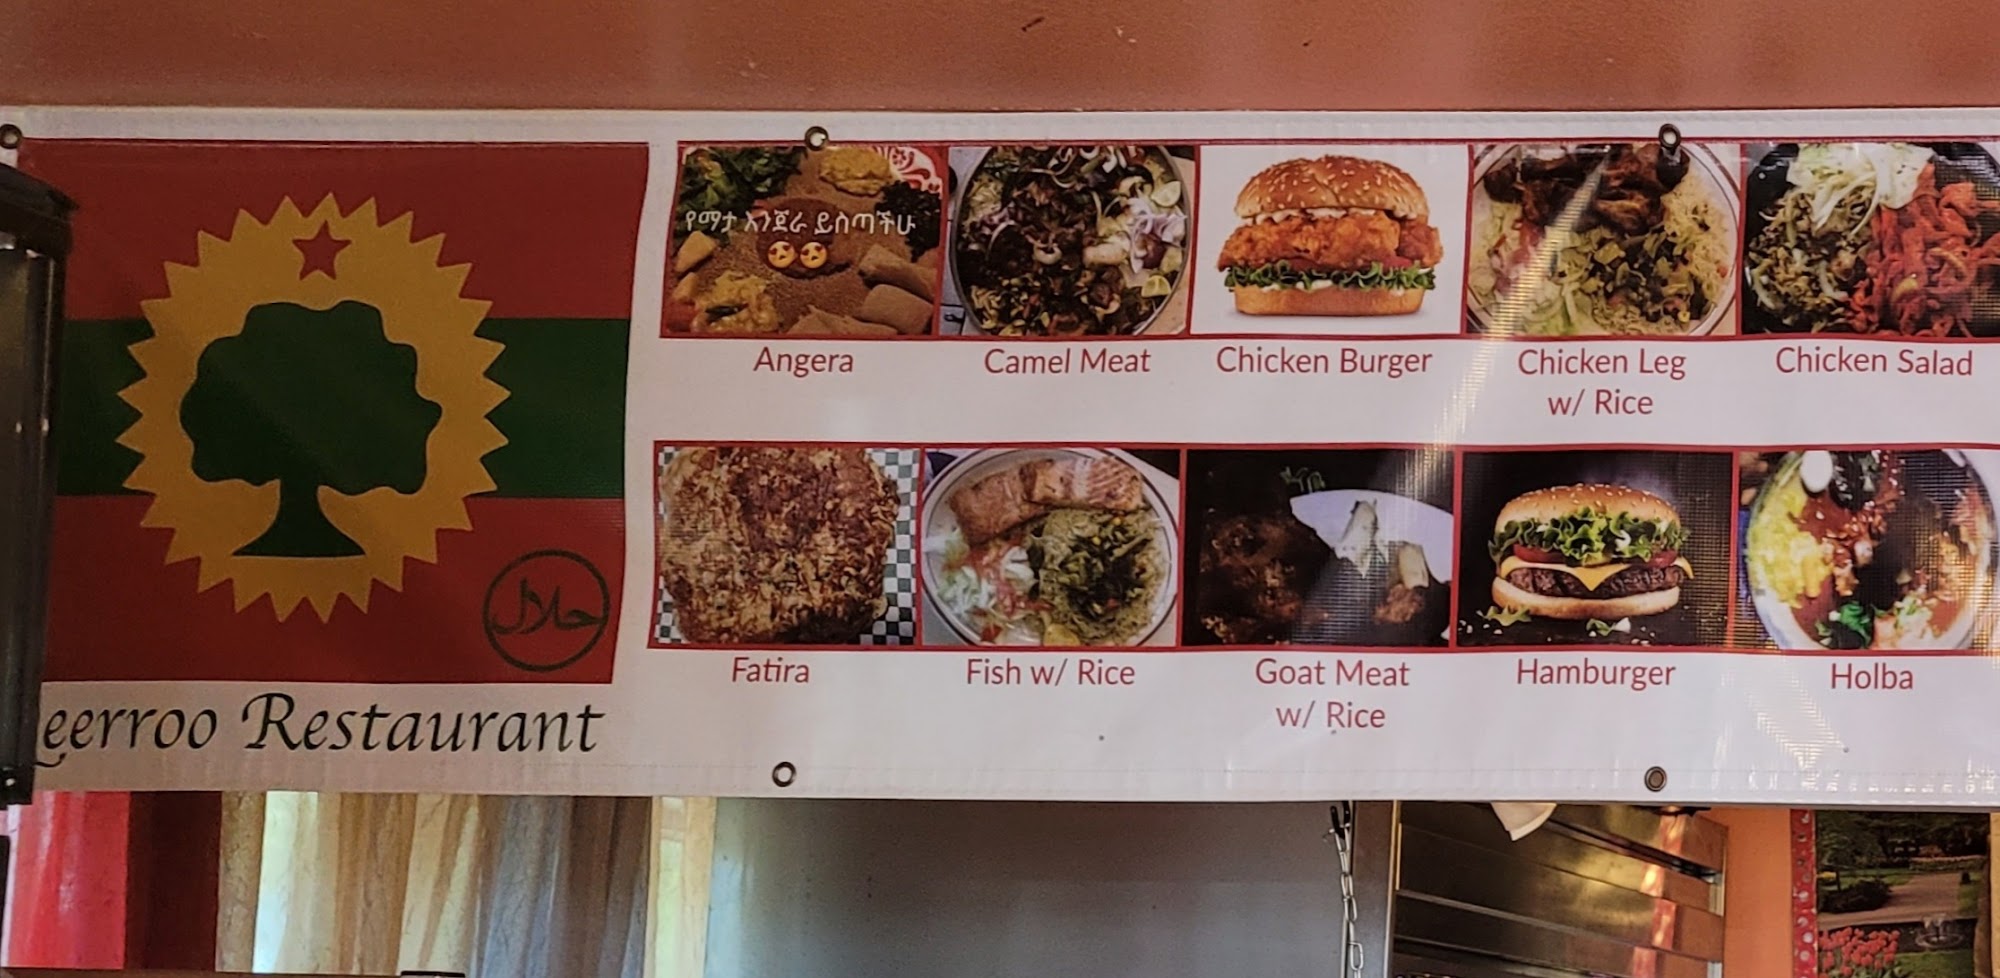 የማታ እንጀራ ይስጣችሁ
Angera
Camel Meat
Chicken Burger
Chicken Leg
w/ Rice
Chicken Salad
Fatira
Fish w/ Rice
Goat Meat
w/ Rice
Hamburger
Holba
حلال
Restaurant